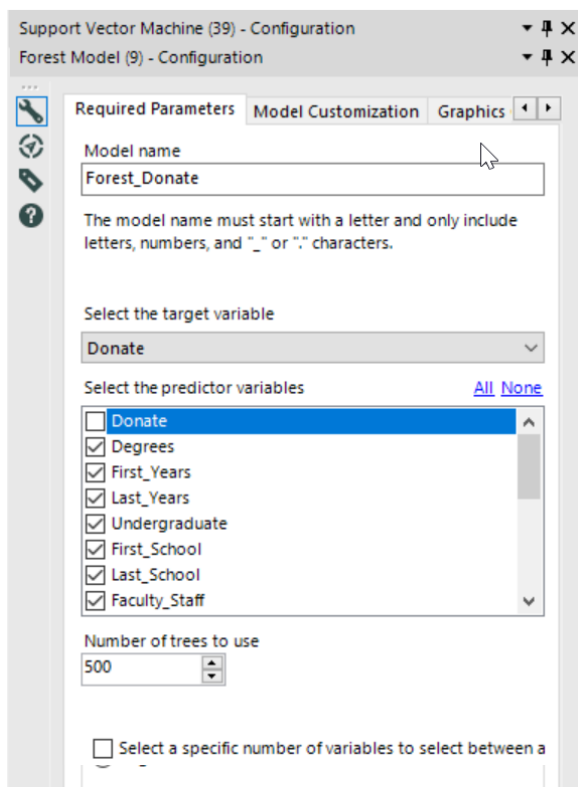 Support Vector Machine (39) - Configuration
Forest Model (9) - Configuration
Required Parameters Model Customization Graphics
Model name
Forest_Donate
The model name must start with a letter and only include
letters, numbers, and "_" or "." characters.
Select the target variable
Donate
Select the predictor variables All None
Donate
Degrees
First_Years
Last_Years
Undergraduate
First_School
Last_School
Faculty_Staff
Number of trees to use
500
Select a specific number of variables to select between a